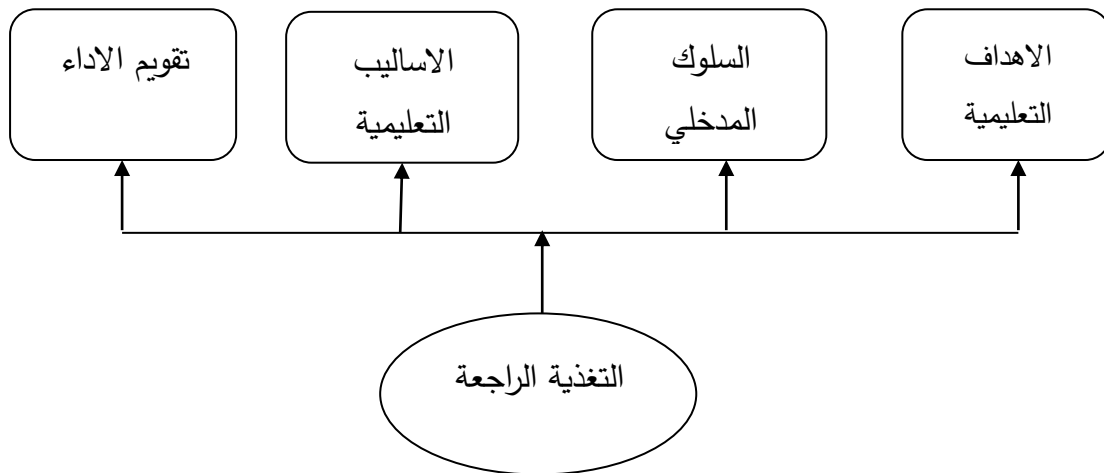 الاهداف
التعليمية
السلوك
المدخلي
الاساليب
التعليمية
تقويم الاداء
التغذية الراجعة